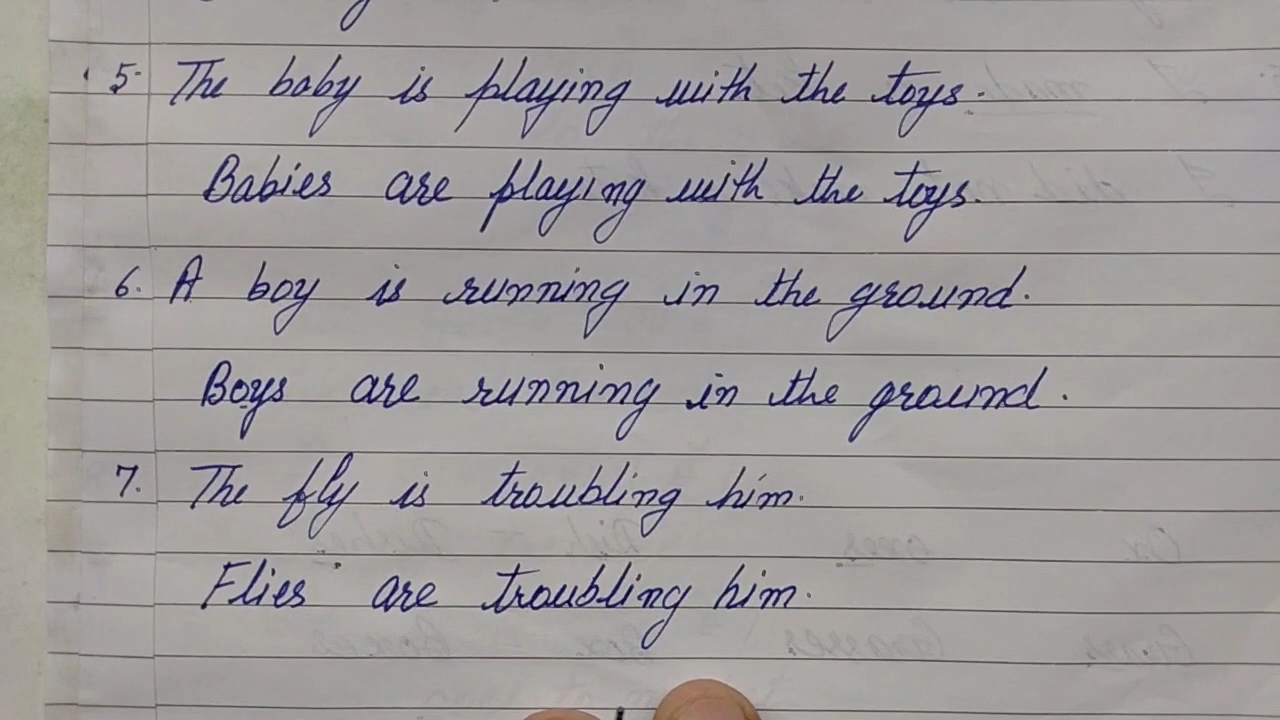 5. The baby is playing with the toys.
Babies are playing with the toys.
6. A boy is running in the ground.
Boys are running in the ground.
7. The fly is troubling him.
Flies are troubling him.